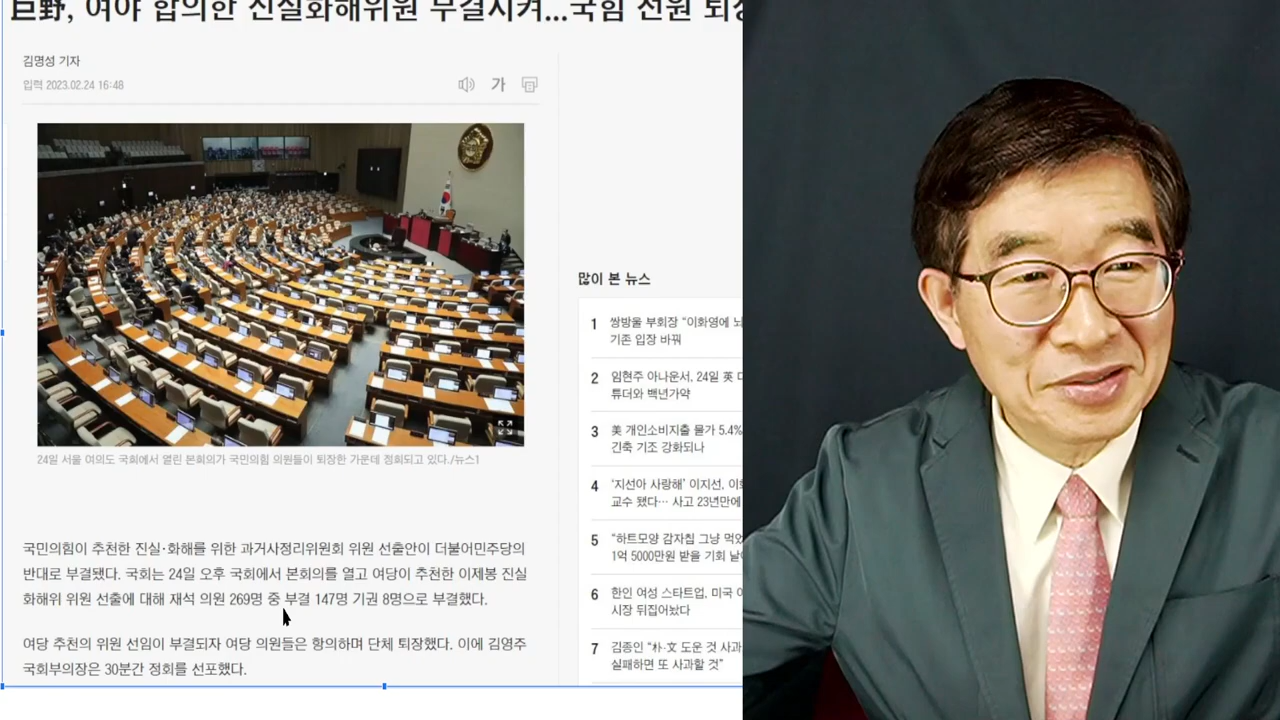 巨野, 여야 합의한 진실화해위원 부결시켜...국힘 전원 퇴장
김명성 기자
입력 2023.02.24 16:48
가
24일 서울 여의도 국회에서 열린 본회의가 국민의힘 의원들이 퇴장한 가운데 정회되고 있다./뉴스1
국민의힘이 추천한 진실·화해를 위한 과거사정리위원회 위원 선출안이 더불어민주당의
반대로 부결됐다. 국회는 24일 오후 국회에서 본회의를 열고 여당이 추천한 이제봉 진실
화해위 위원 선출에 대해 재석 의원 269명 중 부결 147명 기권 8명으로 부결했다.
여당 추천의 위원 선임이 부결되자 여당 의원들은 항의하며 단체 퇴장했다. 이에 김영주
국회부의장은 30분간 정회를 선포했다.
많이 본 뉴스
1 쌍방울 부회장 “이화영에 뇌
기존 입장 바꿔
2 임현주 아나운서, 24일 英 다
튜더와 백년가약
3 美 개인소비지출 물가 5.4%
긴축 기조 강화되나
4 ‘지선아 사랑해’ 이지선, 이화
교수 됐다… 사고 23년만에
5 “하트모양 감자칩 그냥 먹었
1억 5000만원 받을 기회 날아
6 한인 여성 스타트업, 미국
시장 뒤집어놨다
7 김종인 “朴·文 도운 것 사과
실패하면 또 사과할 것”